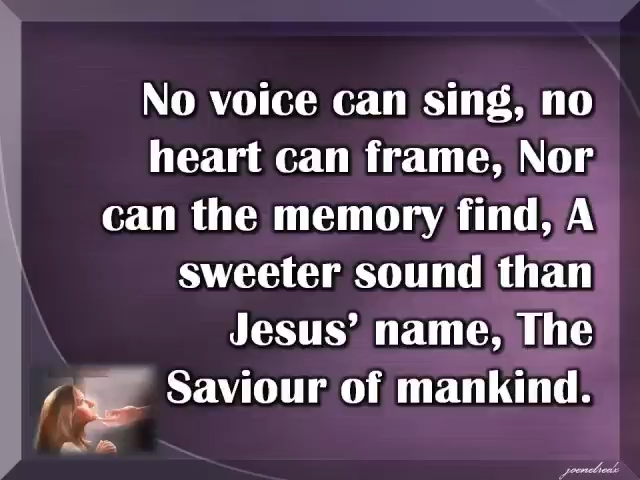 No voice can sing, no
heart can frame, Nor
can the memory find, A
sweeter sound than
Jesus’ name, The
Saviour of mankind.
joenelredx